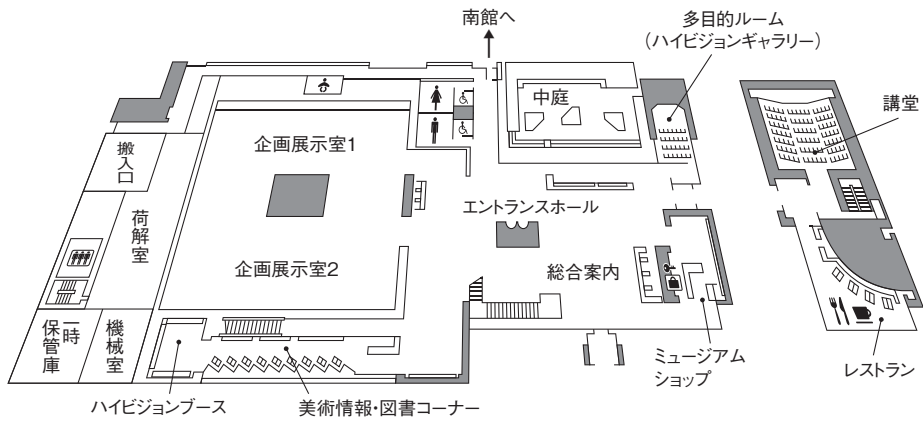 南館へ
多目的ルーム
（ハイビジョンギャラリー）
中庭
講堂
企画展示室1
搬入口
エントランスホール
荷解室
企画展示室2
総合案内
一時
保管庫
機械室
ミュージアム
ショップ
レストラン
ハイビジョンブース
美術情報・図書コーナー